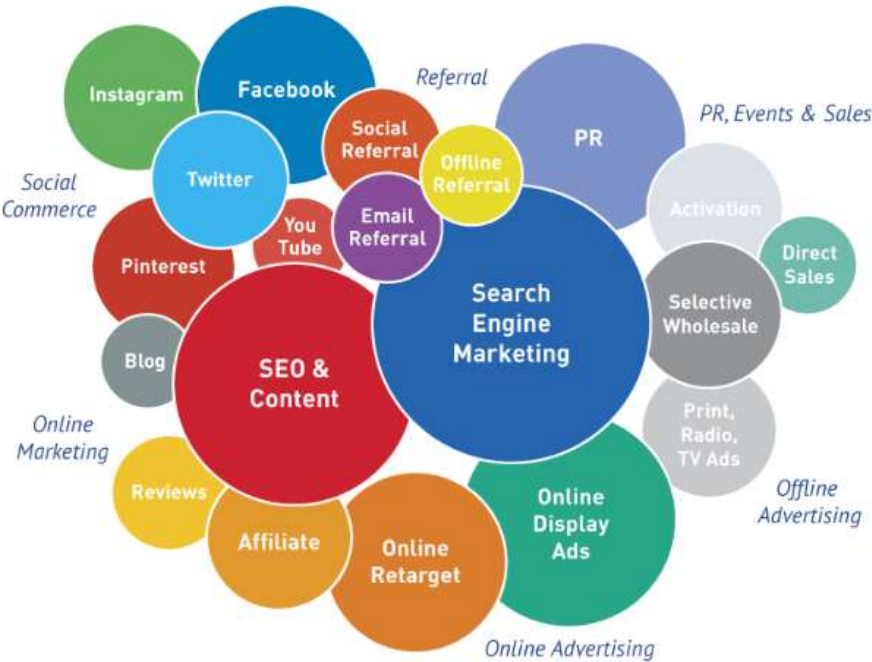 Instagram
Facebook
Referral
PR, Events & Sales
Social
Referral
Offline
Referral
PR
Twitter
Social
Commerce
Activation
You
Tube
Email
Referral
Pinterest
Direct
Sales
Search
Engine
Marketing
Selective
Wholesale
Blog
SEO &
Content
Online
Marketing
Print,
Radio,
TV Ads
Reviews
Offline
Advertising
Affiliate
Online
Retarget
Online
Display
Ads
Online Advertising